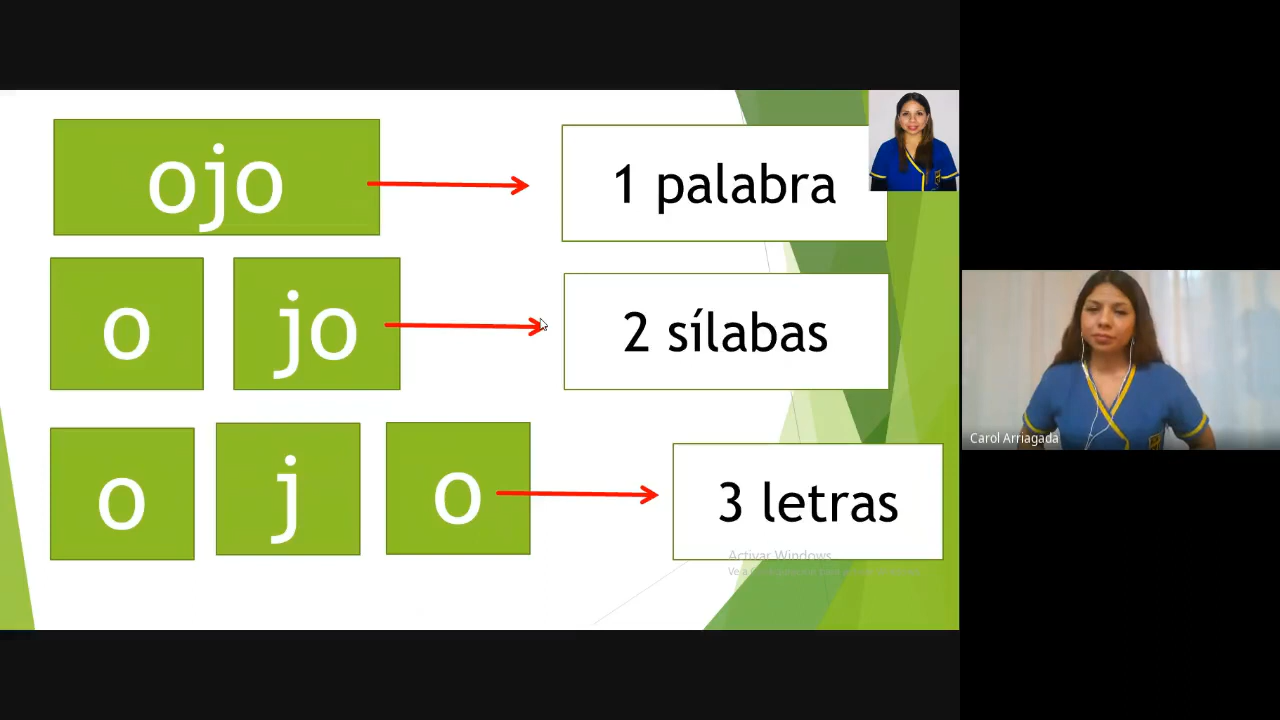 ojo
1 palabra
o jo
2 sílabas
o j o
3 letras
Activar Windows
Carol Arriagada